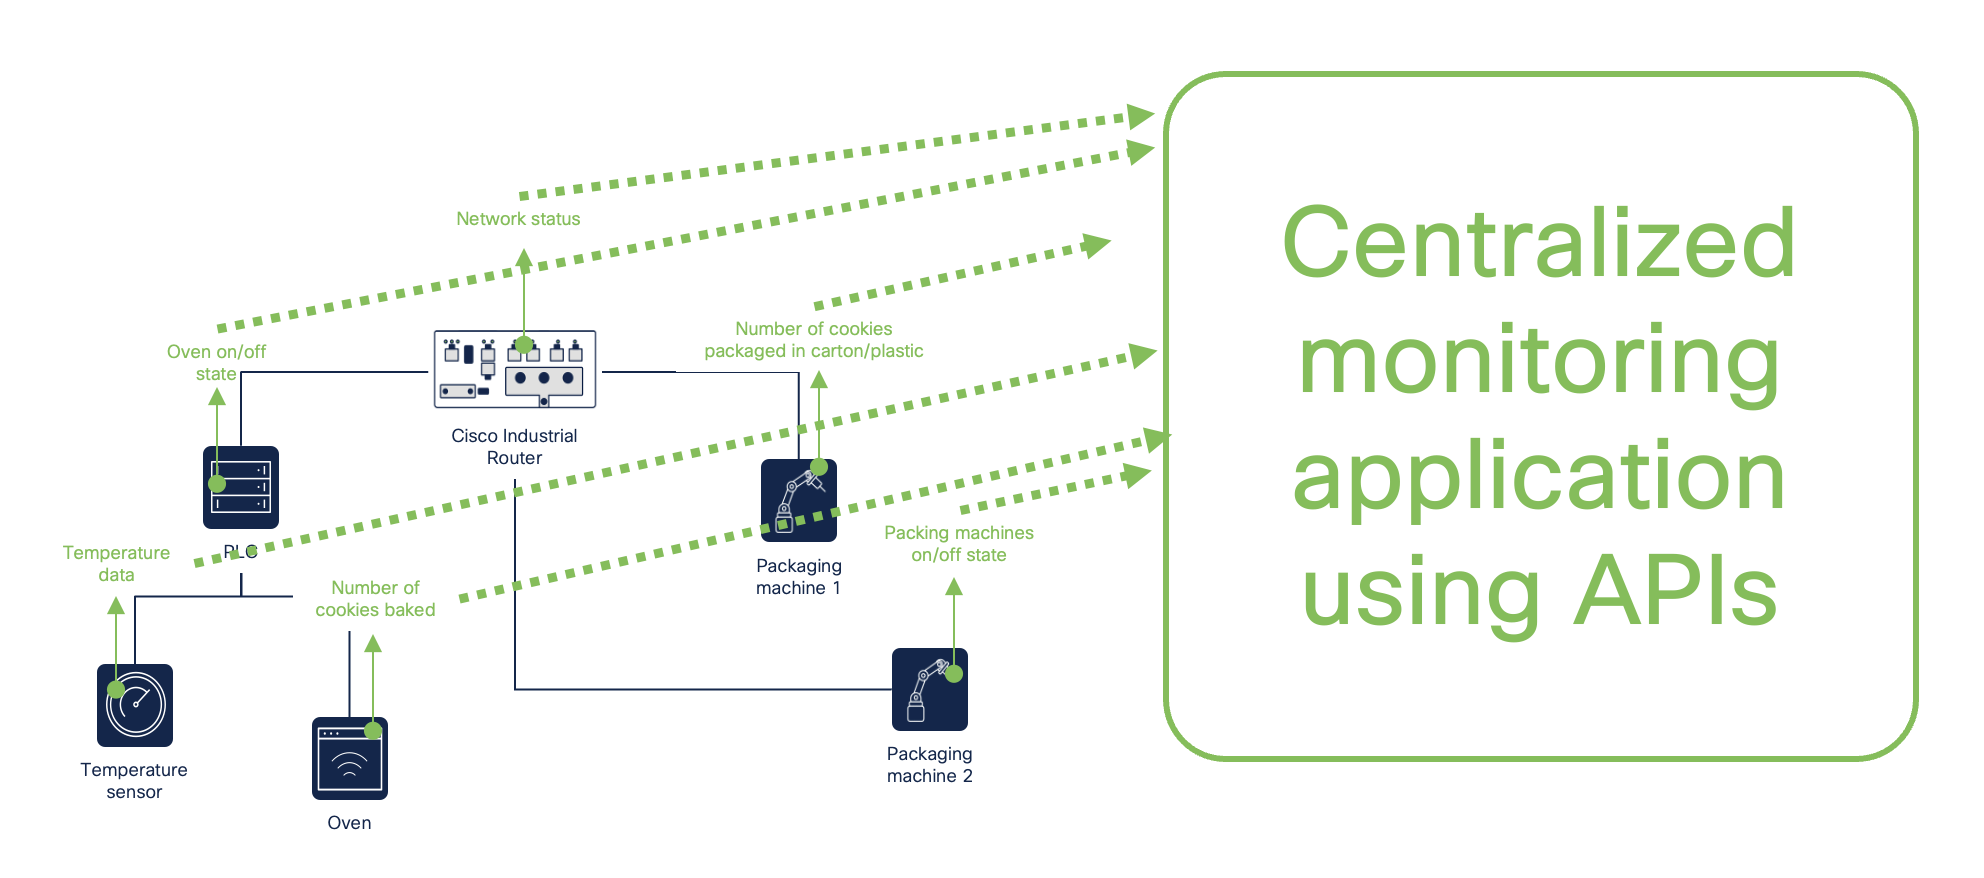 Network status
Oven on/off
state
Number of cookies
packaged in carton/plastic
Cisco Industrial
Router
PLC
Temperature
data
Number of
cookies baked
Packaging
machine 1
Packing machines
on/off state
Temperature
sensor
Oven
Packaging
machine 2
Centralized
monitoring
application
using APIs